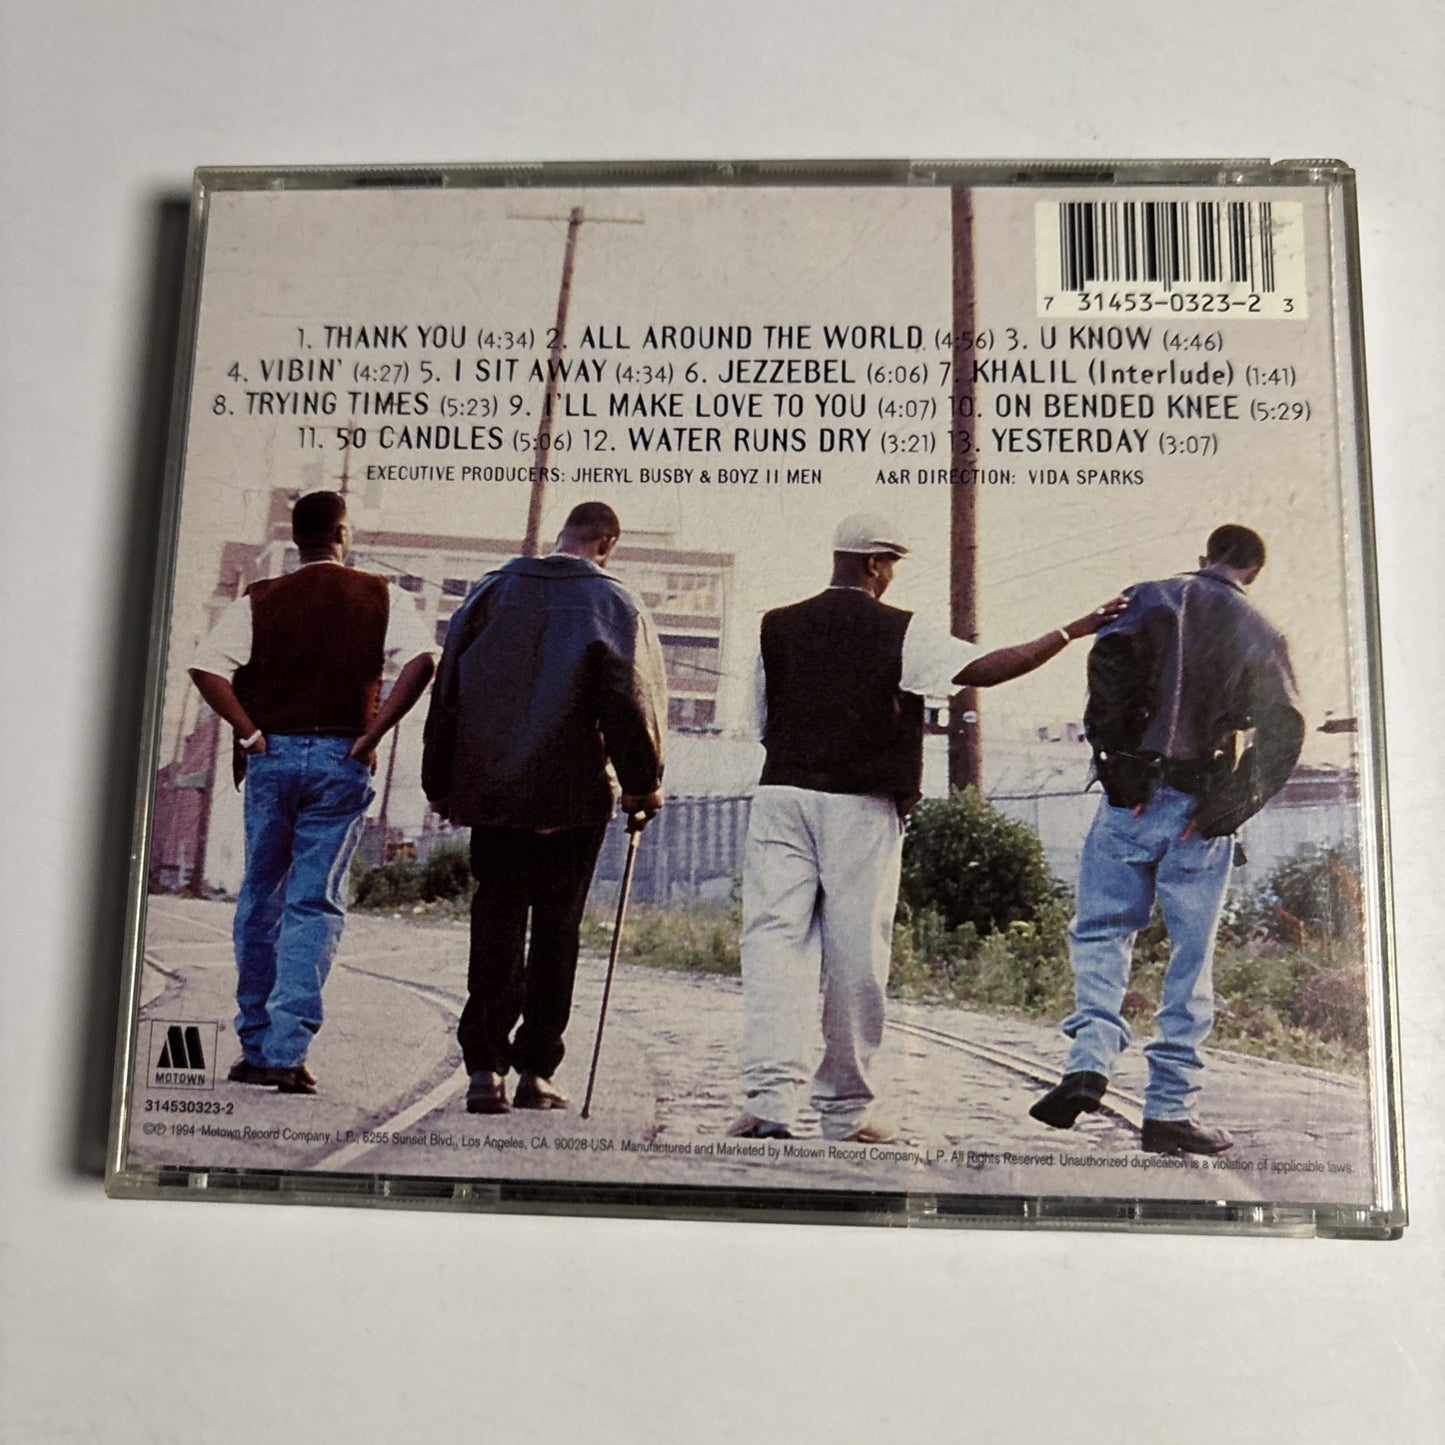 7 31453-0323-2 3
1. THANK YOU (4:34) 2. ALL AROUND THE WORLD (4:56) 3. U KNOW (4:46)
4. VIBIN' (4:27) 5. I SIT AWAY (4:34) 6. JEZZEBEL (6:06) 7. KHALIL (Interlude) (1:41)
8. TRYING TIMES (5:23) 9. I'LL MAKE LOVE TO YOU (4:07) 10. ON BENDED KNEE (5:29)
11. 50 CANDLES (5:06) 12. WATER RUNS DRY (3:21) 13. YESTERDAY (3:07)
EXECUTIVE PRODUCERS: JHERYL BUSBY & BOYZ II MEN A&R DIRECTION: VIDA SPARKS
MOTOWN ®
314530323-2
©℗ 1994 Motown Record Company, L.P., 6255 Sunset Blvd., Los Angeles, CA. 90028 USA. Manufactured and Marketed by Motown Record Company, L.P. All Rights Reserved. Unauthorized duplication is a violation of applicable laws.